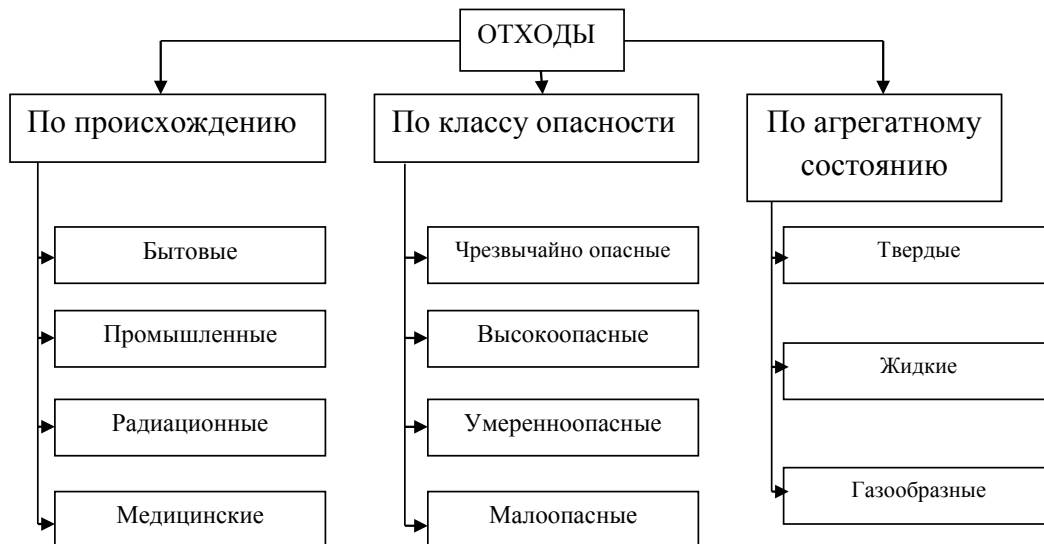 ОТХОДЫ
По происхождению
Бытовые
Промышленные
Радиационные
Медицинские
По классу опасности
Чрезвычайно опасные
Высокоопасные
Умеренноопасные
Малоопасные
По агрегатному
состоянию
Твердые
Жидкие
Газообразные